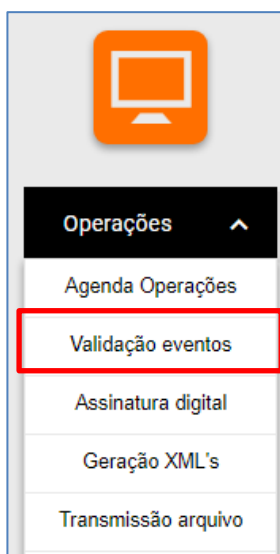 Operações
Agenda Operações
Validação eventos
Assinatura digital
Geração XML's
Transmissão arquivo